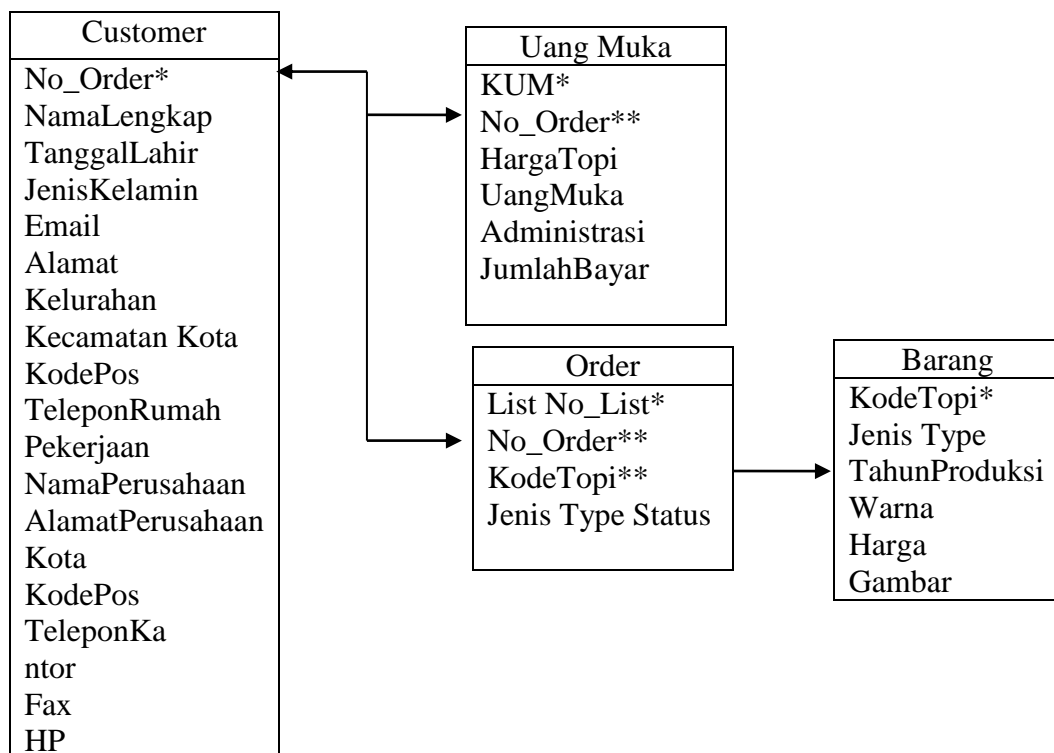 Customer
No_Order*
NamaLengkap
TanggalLahir
JenisKelamin
Email
Alamat
Kelurahan
Kecamatan Kota
KodePos
TeleponRumah
Pekerjaan
NamaPerusahaan
AlamatPerusahaan
Kota
KodePos
TeleponKa
ntor
Fax
HP
Uang Muka
KUM*
No_Order**
HargaTopi
UangMuka
Administrasi
JumlahBayar
Order
List No_List*
No_Order**
KodeTopi**
Jenis Type Status
Barang
KodeTopi*
Jenis Type
TahunProduksi
Warna
Harga
Gambar